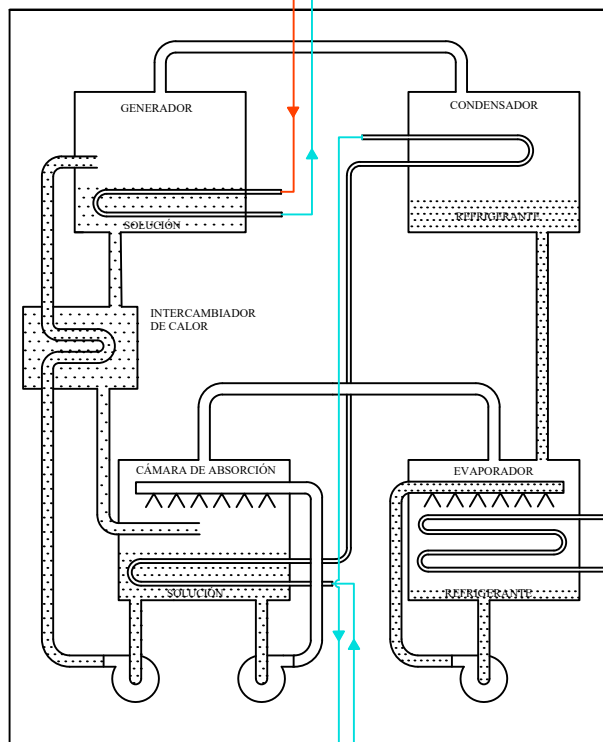 GENERADOR
CONDENSADOR
SOLUCIÓN
REFRIGERANTE
INTERCAMBIADOR
DE CALOR
CÁMARA DE ABSORCIÓN
EVAPORADOR
SOLUCIÓN
REFRIGERANTE